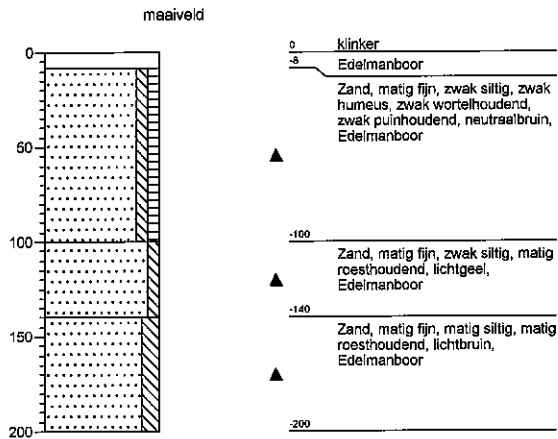 maaiveld
0
50
100
150
200
0 klinker
-8 Edelmanboor
Zand, matig fijn, zwak siltig, zwak
humeus, zwak wortelhoudend,
zwak puinhoudend, neutraalbruin,
Edelmanboor
-100
Zand, matig fijn, zwak siltig, matig
roesthoudend, lichtgeel,
Edelmanboor
-140
Zand, matig fijn, matig siltig, matig
roesthoudend, lichtbruin,
Edelmanboor
-200